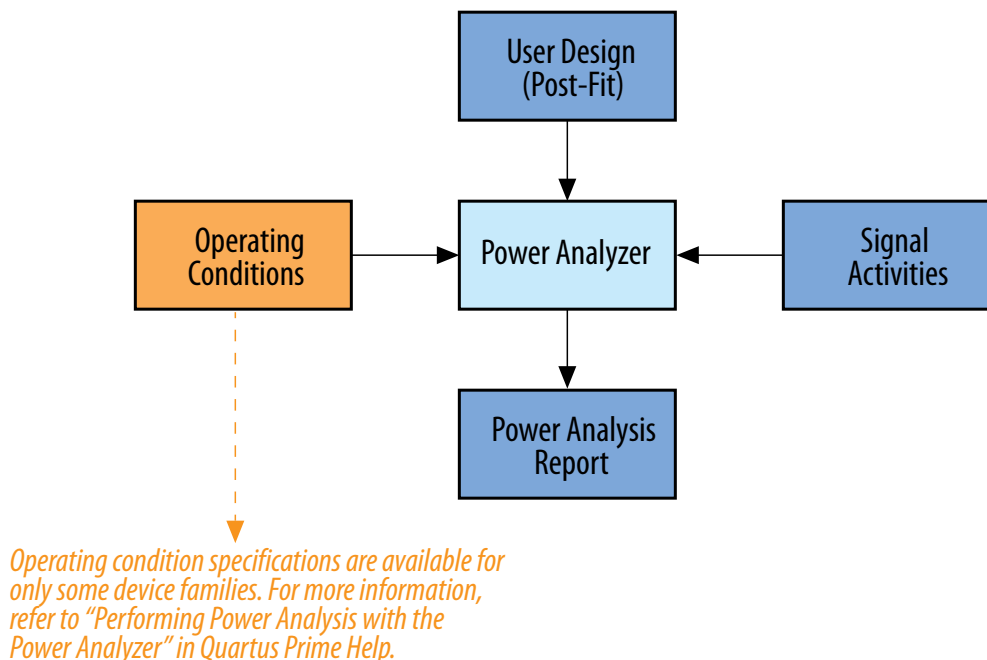 User Design
(Post-Fit)
Operating
Conditions
Power Analyzer
Signal
Activities
Power Analysis
Report
Operating condition specifications are available for
only some device families. For more information,
refer to “Performing Power Analysis with the
Power Analyzer” in Quartus Prime Help.